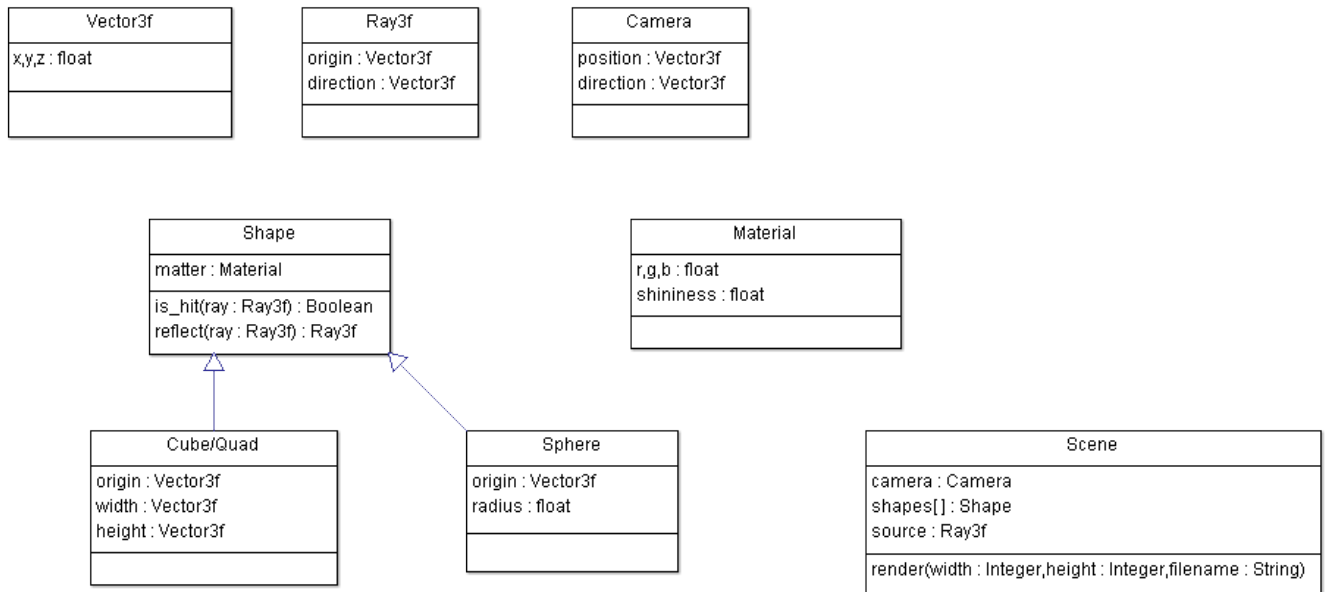 Vector3f
x,y,z : float
Ray3f
origin : Vector3f
direction : Vector3f
Camera
position : Vector3f
direction : Vector3f
Shape
matter : Material
is_hit(ray : Ray3f) : Boolean
reflect(ray : Ray3f) : Ray3f
Material
r,g,b : float
shininess : float
Cube/Quad
origin : Vector3f
width : Vector3f
height : Vector3f
Sphere
origin : Vector3f
radius : float
Scene
camera : Camera
shapes[] : Shape
source : Ray3f
render(width : Integer,height : Integer,filename : String)